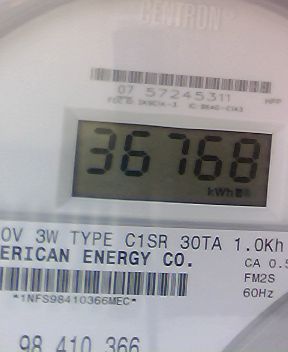 CENTRON
07 57245311
36768
kWh
0V 3W TYPE C1SR 30TA 1.0Kh
ERICAN ENERGY CO.
CA 0.5
FM2S
*1NFS98410366MEC*
60Hz
98 410 366